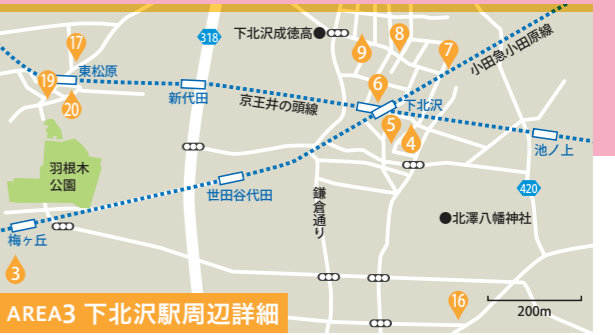 下北沢成徳高
318
17
8
9
7
小田急小田原線
東松原
19
20
6
新代田
京王井の頭線
下北沢
5
4
池ノ上
羽根木
公園
世田谷代田
鎌倉通り
420
北澤八幡神社
梅ヶ丘
3
16
200m
AREA3 下北沢駅周辺詳細